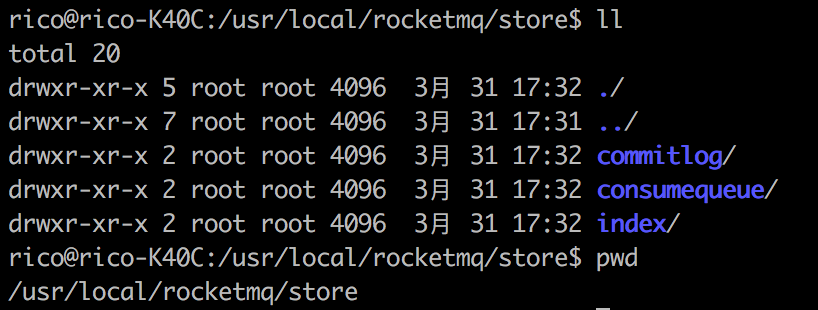 rico@rico-K40C:/usr/local/rocketmq/store$ ll
total 20
drwxr-xr-x 5 root root 4096  3月 31 17:32 ./
drwxr-xr-x 7 root root 4096  3月 31 17:31 ../
drwxr-xr-x 2 root root 4096  3月 31 17:32 commitlog/
drwxr-xr-x 2 root root 4096  3月 31 17:32 consumequeue/
drwxr-xr-x 2 root root 4096  3月 31 17:32 index/
rico@rico-K40C:/usr/local/rocketmq/store$ pwd
/usr/local/rocketmq/store